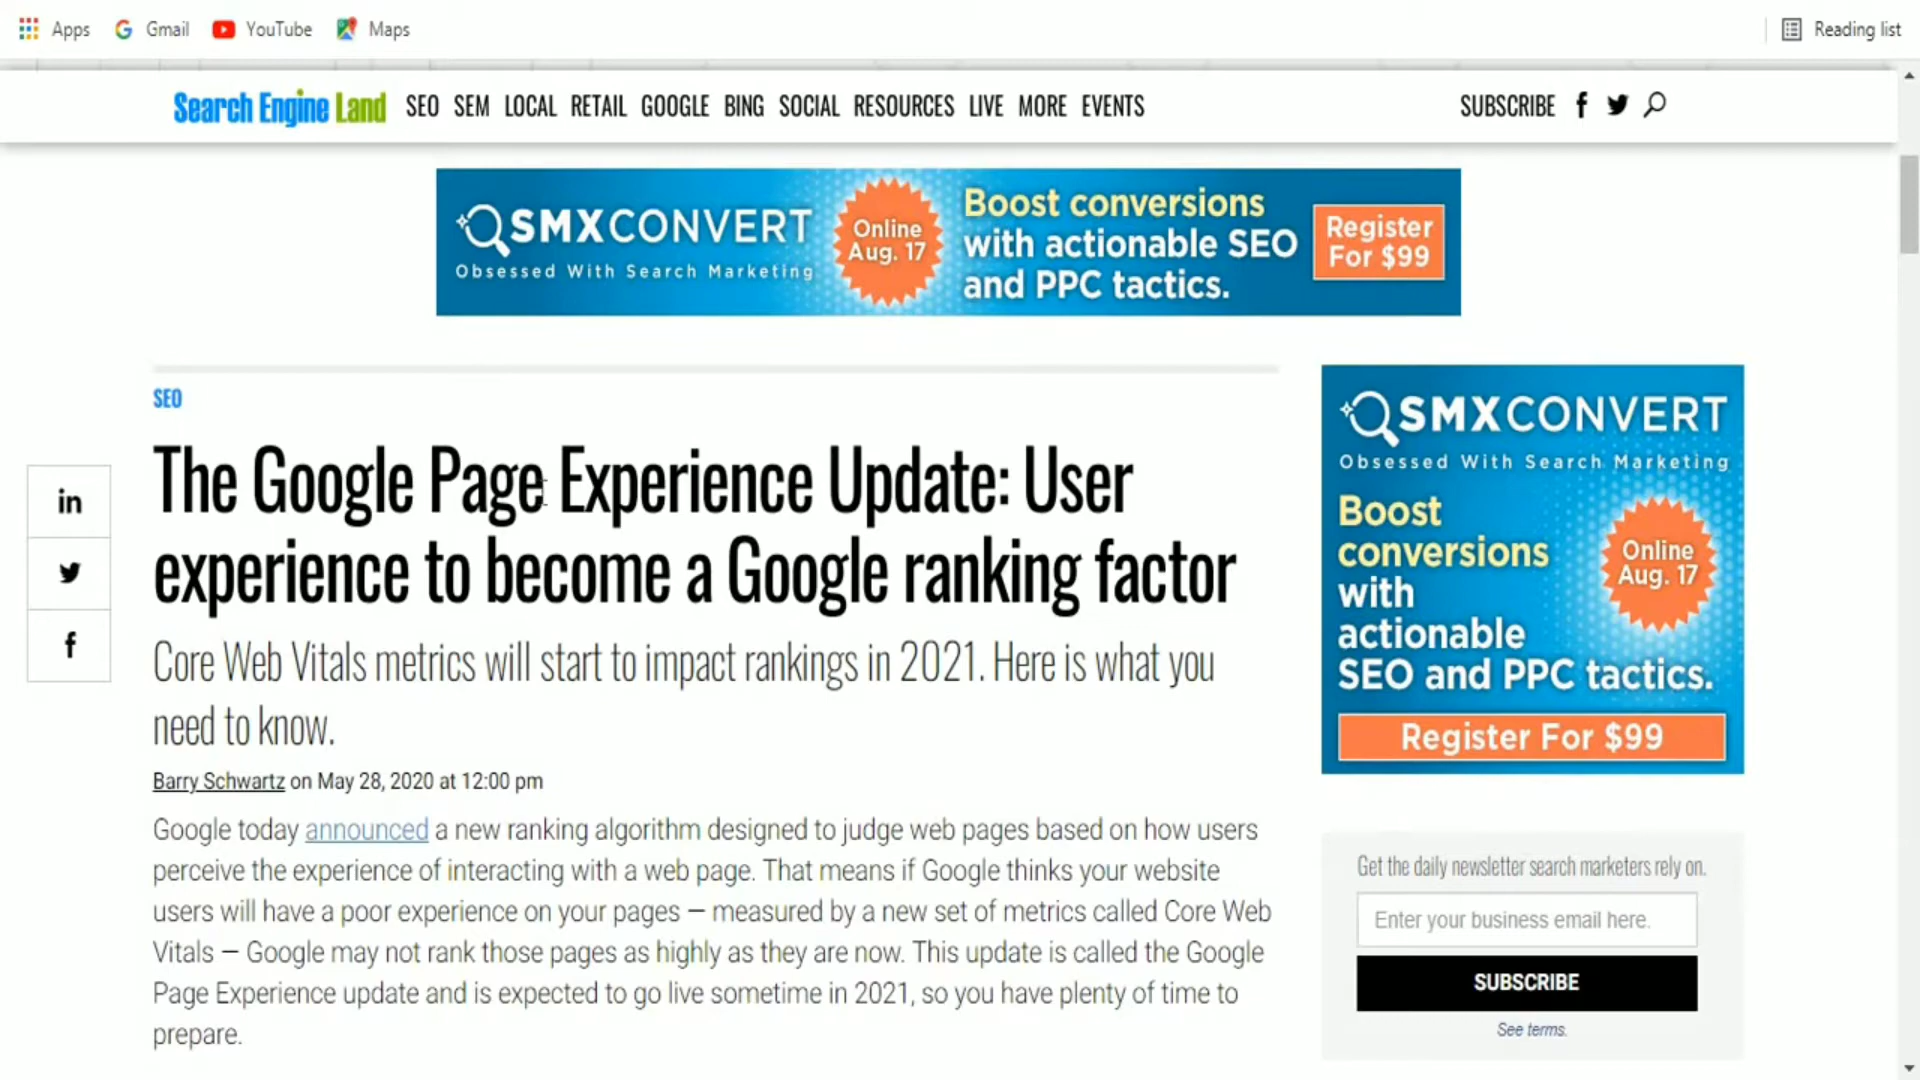 Apps Gmail YouTube Maps Reading list
Search Engine Land SEO SEM LOCAL RETAIL GOOGLE BING SOCIAL RESOURCES LIVE MORE EVENTS SUBSCRIBE
SMXCONVERT
Obsessed With Search Marketing
Online
Aug. 17
Boost conversions
with actionable SEO
and PPC tactics.
Register
For $99
SEO
The Google Page Experience Update: User
experience to become a Google ranking factor
Core Web Vitals metrics will start to impact rankings in 2021. Here is what you
need to know.
Barry Schwartz on May 28, 2020 at 12:00 pm
Google today announced a new ranking algorithm designed to judge web pages based on how users
perceive the experience of interacting with a web page. That means if Google thinks your website
users will have a poor experience on your pages — measured by a new set of metrics called Core Web
Vitals — Google may not rank those pages as highly as they are now. This update is called the Google
Page Experience update and is expected to go live sometime in 2021, so you have plenty of time to
prepare.
in
f
SMXCONVERT
Obsessed With Search Marketing
Boost
conversions
with
actionable
SEO and PPC tactics.
Online
Aug. 17
Register For $99
Get the daily newsletter search marketers rely on.
Enter your business email here.
SUBSCRIBE
See terms.